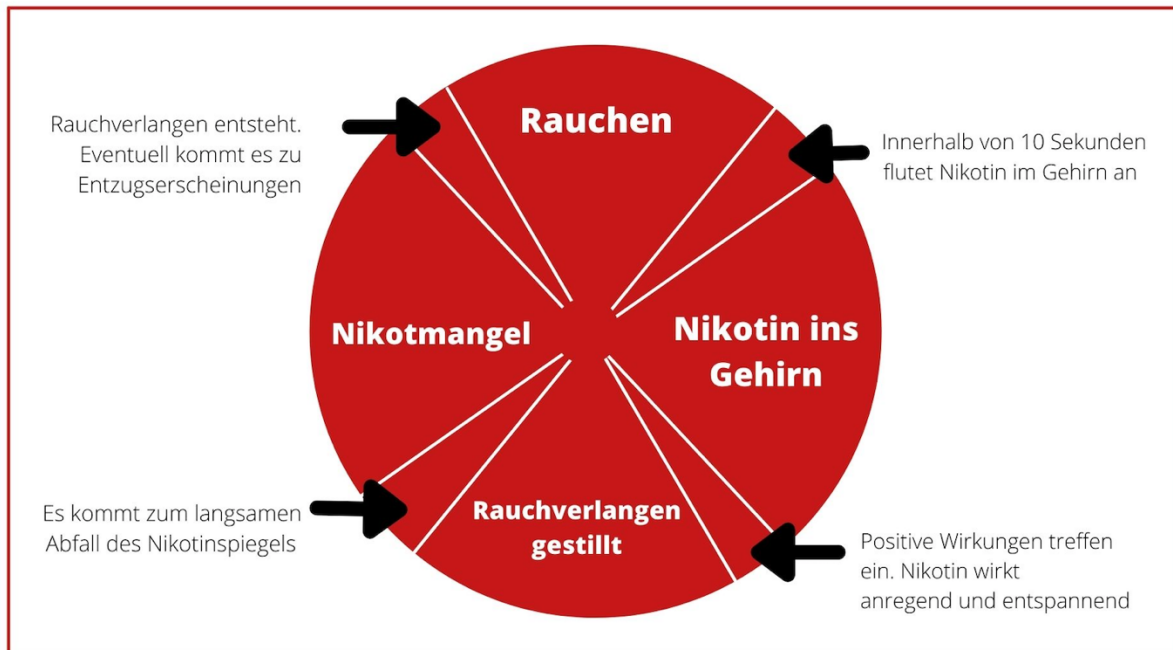 Rauchen
Rauchverlangen entsteht.
Eventuell kommt es zu
Entzugserscheinungen
Innerhalb von 10 Sekunden
flutet Nikotin im Gehirn an
Nikotmangel
Nikotin ins
Gehirn
Es kommt zum langsamen
Abfall des Nikotinspiegels
Rauchverlangen
gestillt
Positive Wirkungen treffen
ein. Nikotin wirkt
anregend und entspannend